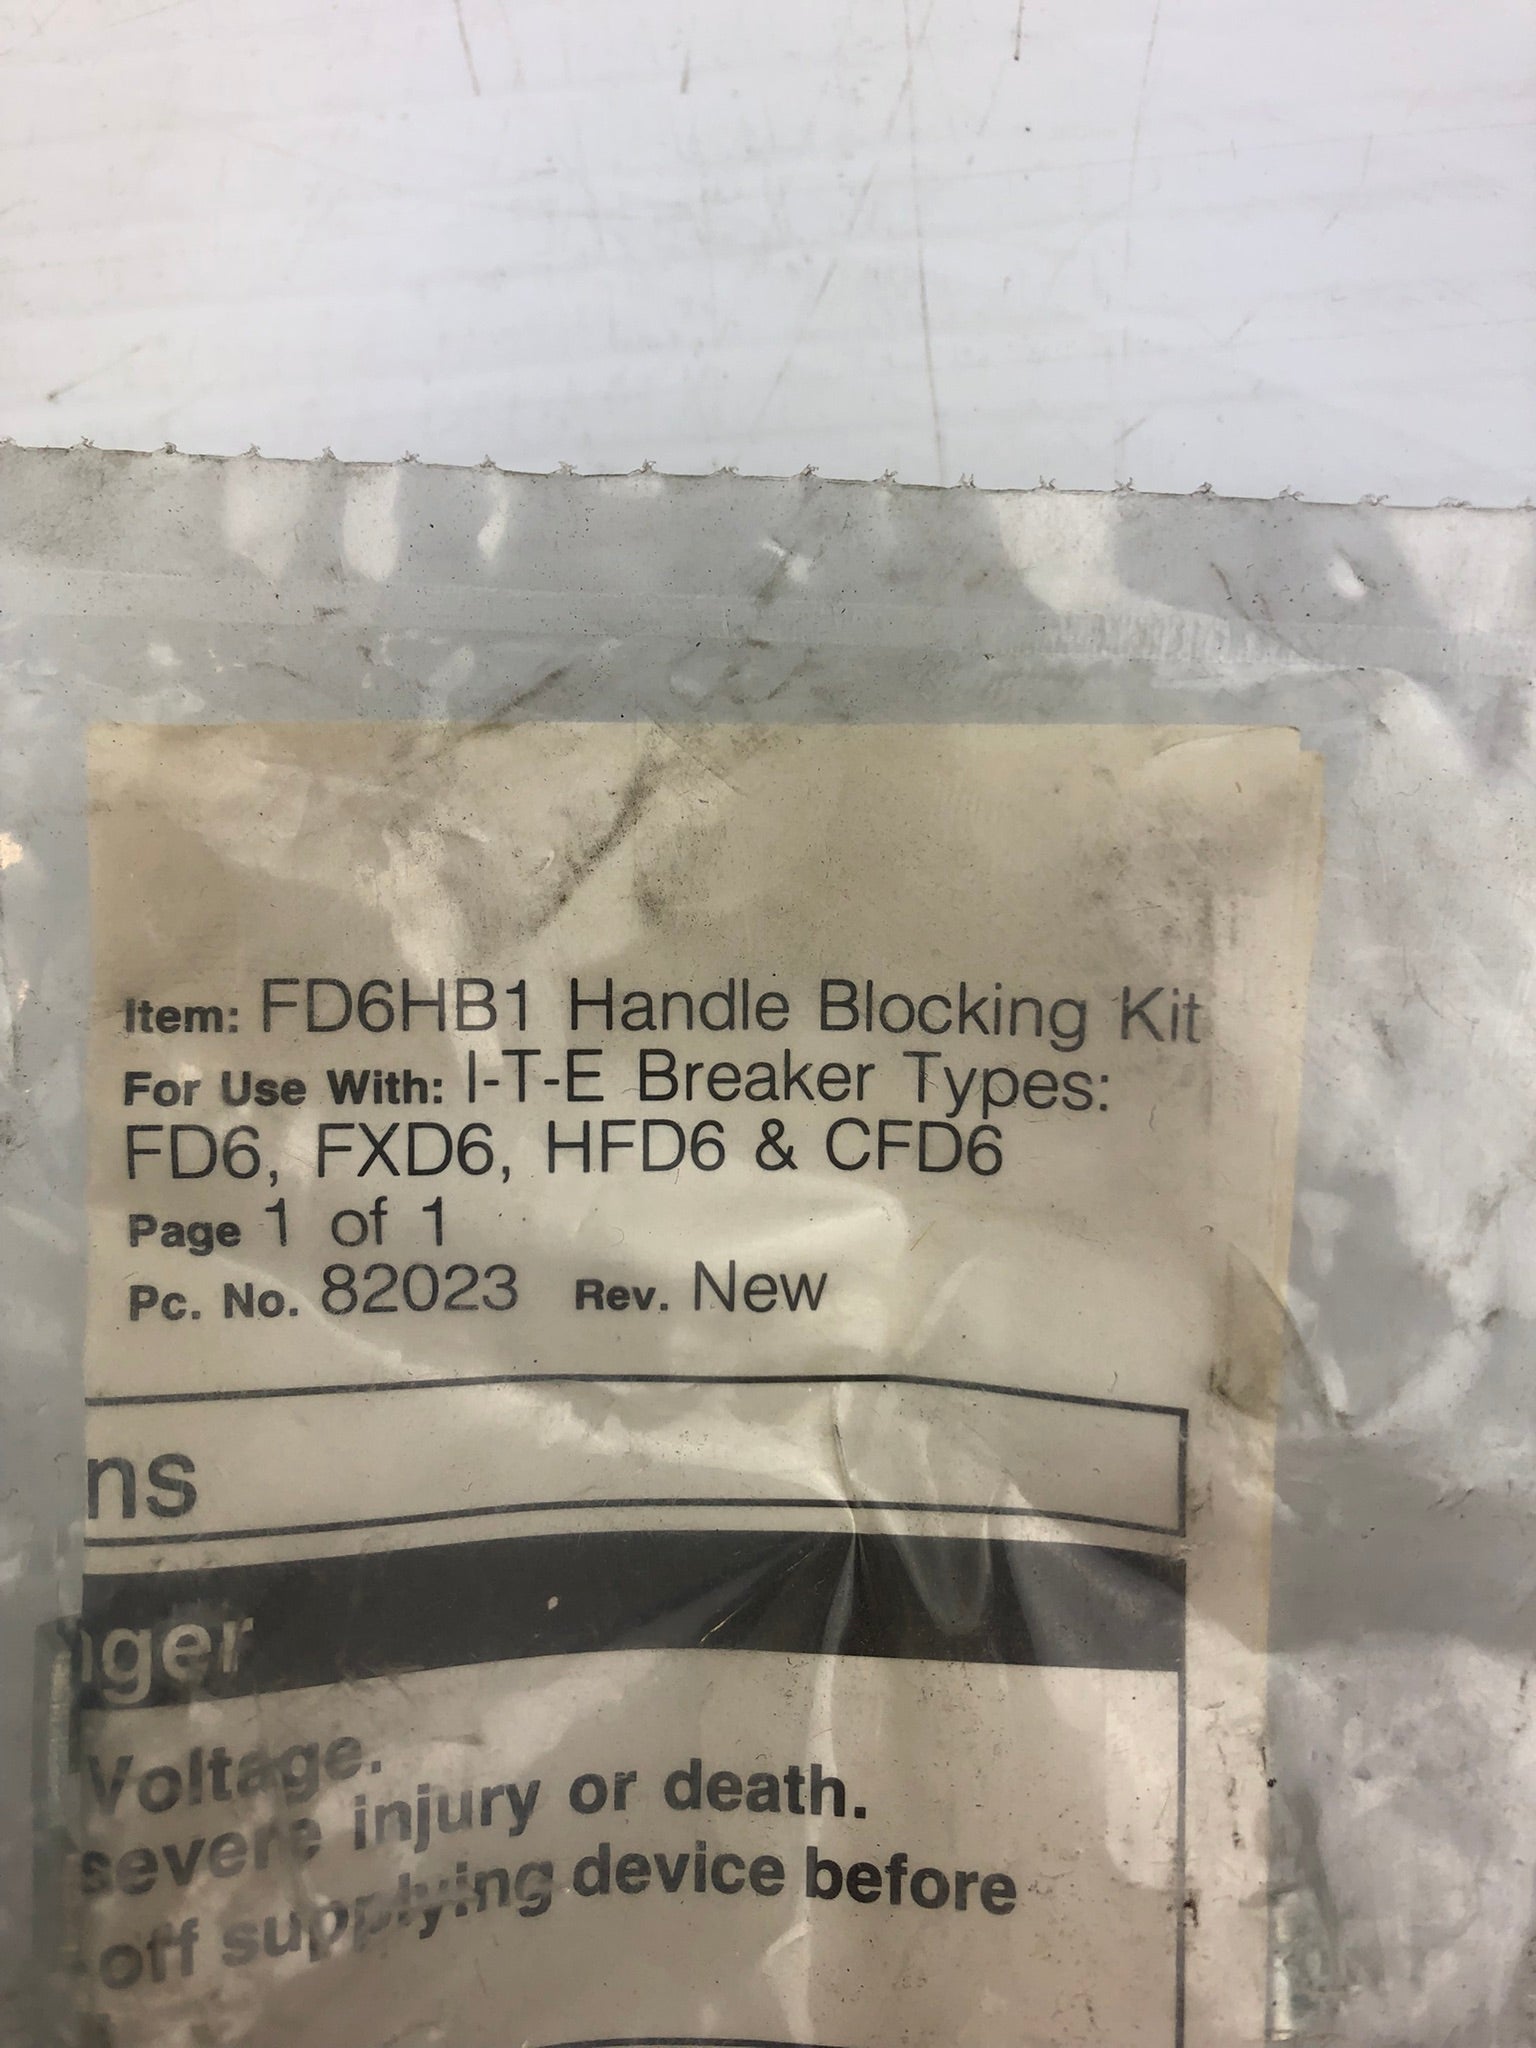 Item: FD6HB1 Handle Blocking Kit
For Use With: I-T-E Breaker Types:
FD6, FXD6, HFD6 & CFD6
Page 1 of 1
Pc. No. 82023 Rev. New
ns
nger
Voltage.
severe injury or death.
off supplying device before